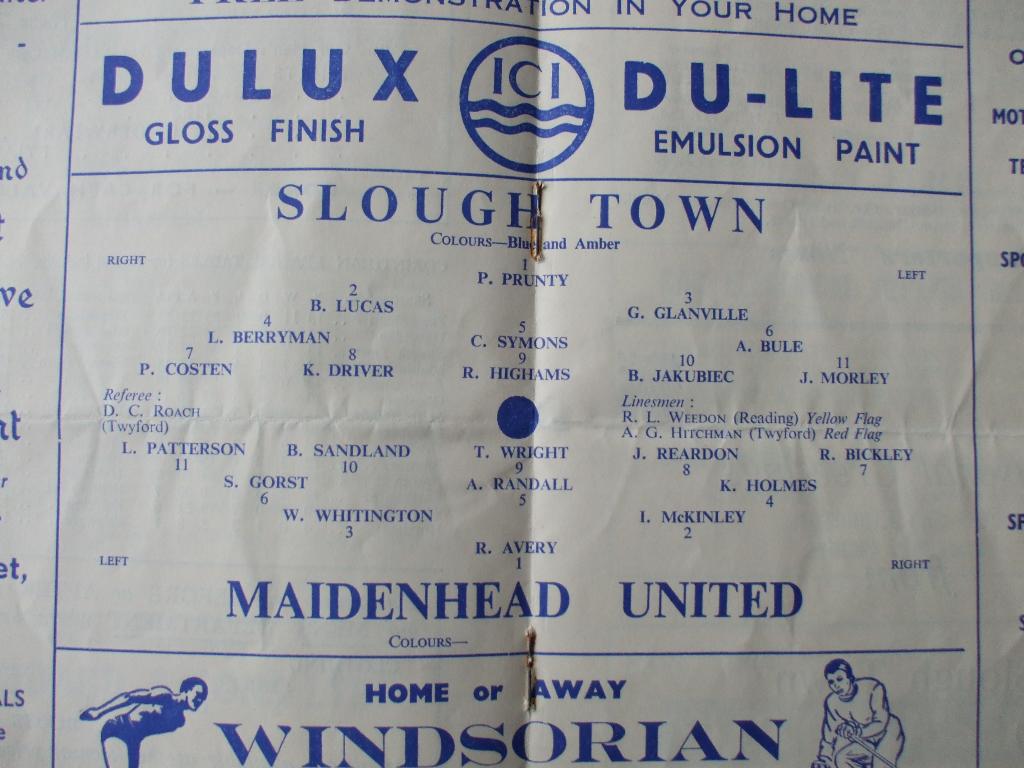 DEMONSTRATION IN YOUR HOME
DULUX ICI DU-LITE
GLOSS FINISH EMULSION PAINT
SLOUGH TOWN
COLOURS—Blue and Amber
RIGHT LEFT
1
P. PRUNTY
2 3
B. LUCAS G. GLANVILLE
4 5 6
L. BERRYMAN C. SYMONS A. BULE
7 8 9 10 11
P. COSTEN K. DRIVER R. HIGHAMS B. JAKUBIEC J. MORLEY
Referee : Linesmen :
D. C. ROACH R. L. WEEDON (Reading) Yellow Flag
(Twyford) A. G. HITCHMAN (Twyford) Red Flag
L. PATTERSON B. SANDLAND T. WRIGHT J. REARDON R. BICKLEY
11 10 9 8 7
S. GORST A. RANDALL K. HOLMES
6 5 4
W. WHITINGTON I. McKINLEY
3 2
R. AVERY
LEFT 1 RIGHT
MAIDENHEAD UNITED
COLOURS—
HOME or AWAY
WINDSORIAN